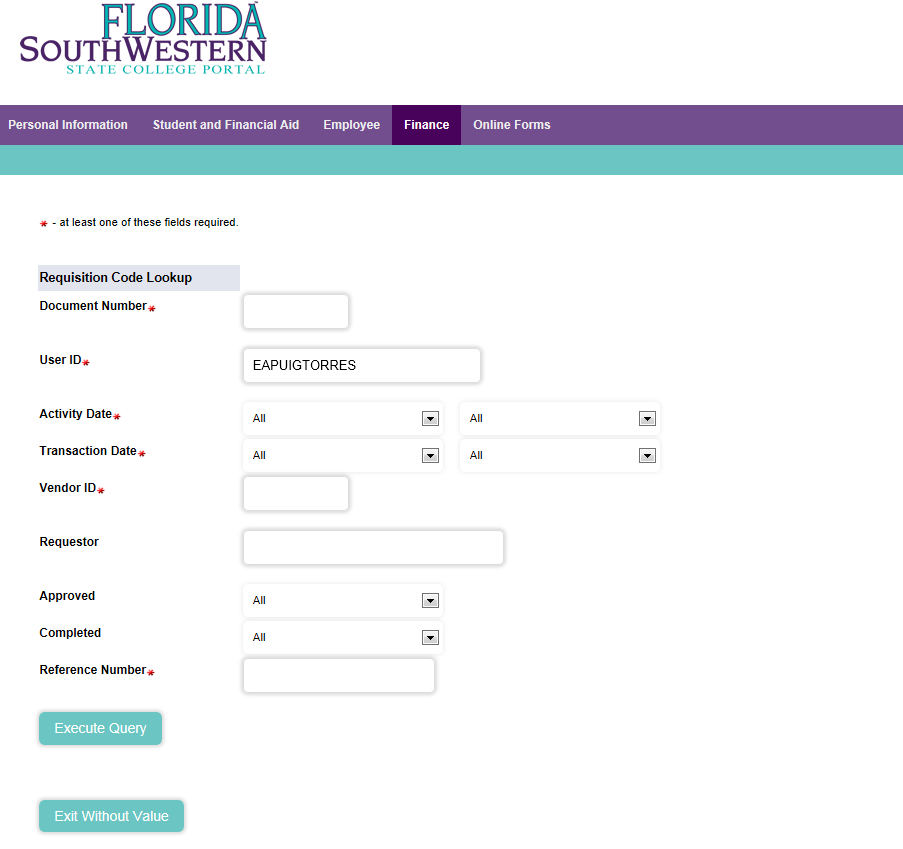 FLORIDA
SOUTHWESTERN
STATE COLLEGE PORTAL
Personal Information Student and Financial Aid Employee Finance Online Forms
* - at least one of these fields required.
Requisition Code Lookup
Document Number*
User ID* EAPUIGTORRES
Activity Date* All All
Transaction Date* All All
Vendor ID*
Requestor
Approved All
Completed All
Reference Number*
Execute Query
Exit Without Value